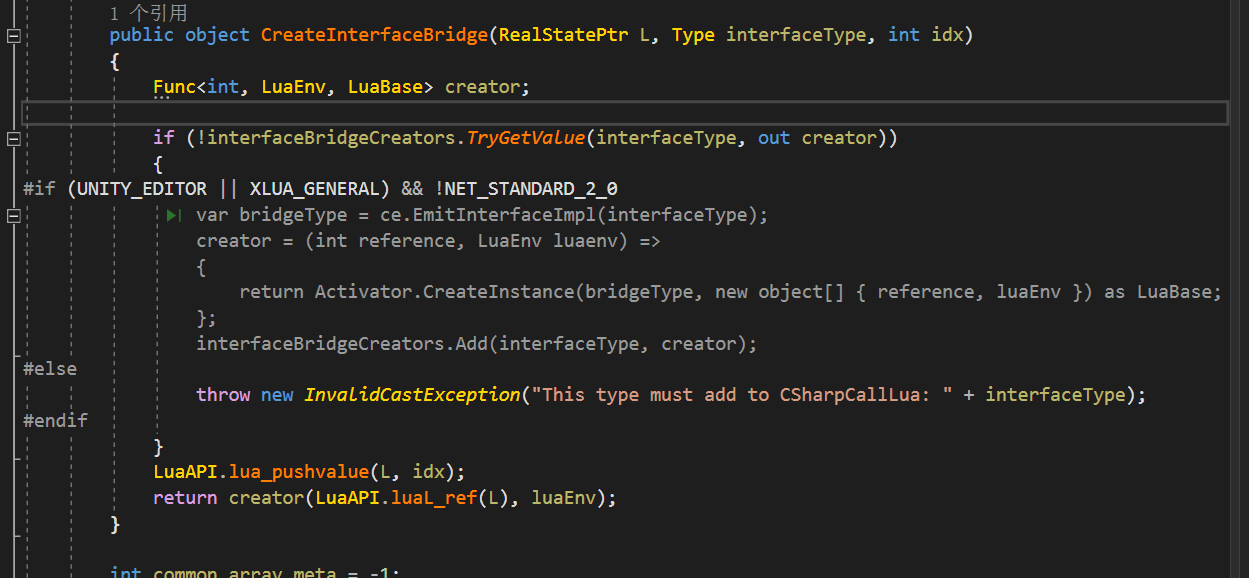 1 个引用
public object CreateInterfaceBridge(RealStatePtr L, Type interfaceType, int idx)
{
Func<int, LuaEnv, LuaBase> creator;
if (!interfaceBridgeCreators.TryGetValue(interfaceType, out creator))
{
#if (UNITY_EDITOR || XLUA_GENERAL) && !NET_STANDARD_2_0
var bridgeType = ce.EmitInterfaceImpl(interfaceType);
creator = (int reference, LuaEnv luaenv) =>
{
return Activator.CreateInstance(bridgeType, new object[] { reference, luaEnv }) as LuaBase;
};
interfaceBridgeCreators.Add(interfaceType, creator);
#else
throw new InvalidCastException("This type must add to CSharpCallLua: " + interfaceType);
#endif
}
LuaAPI.lua_pushvalue(L, idx);
return creator(LuaAPI.luaL_ref(L), luaEnv);
}
int common_array_meta = -1;